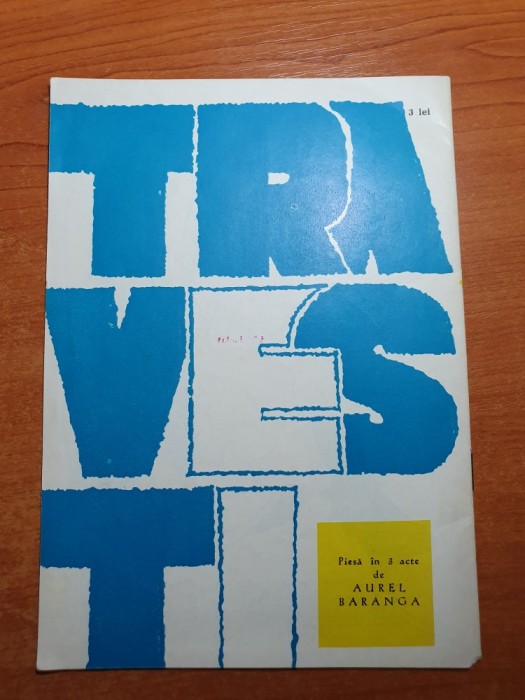 3 lei
TRA
VES
TI
Piesă în 3 acte
de
AUREL
BARANGA